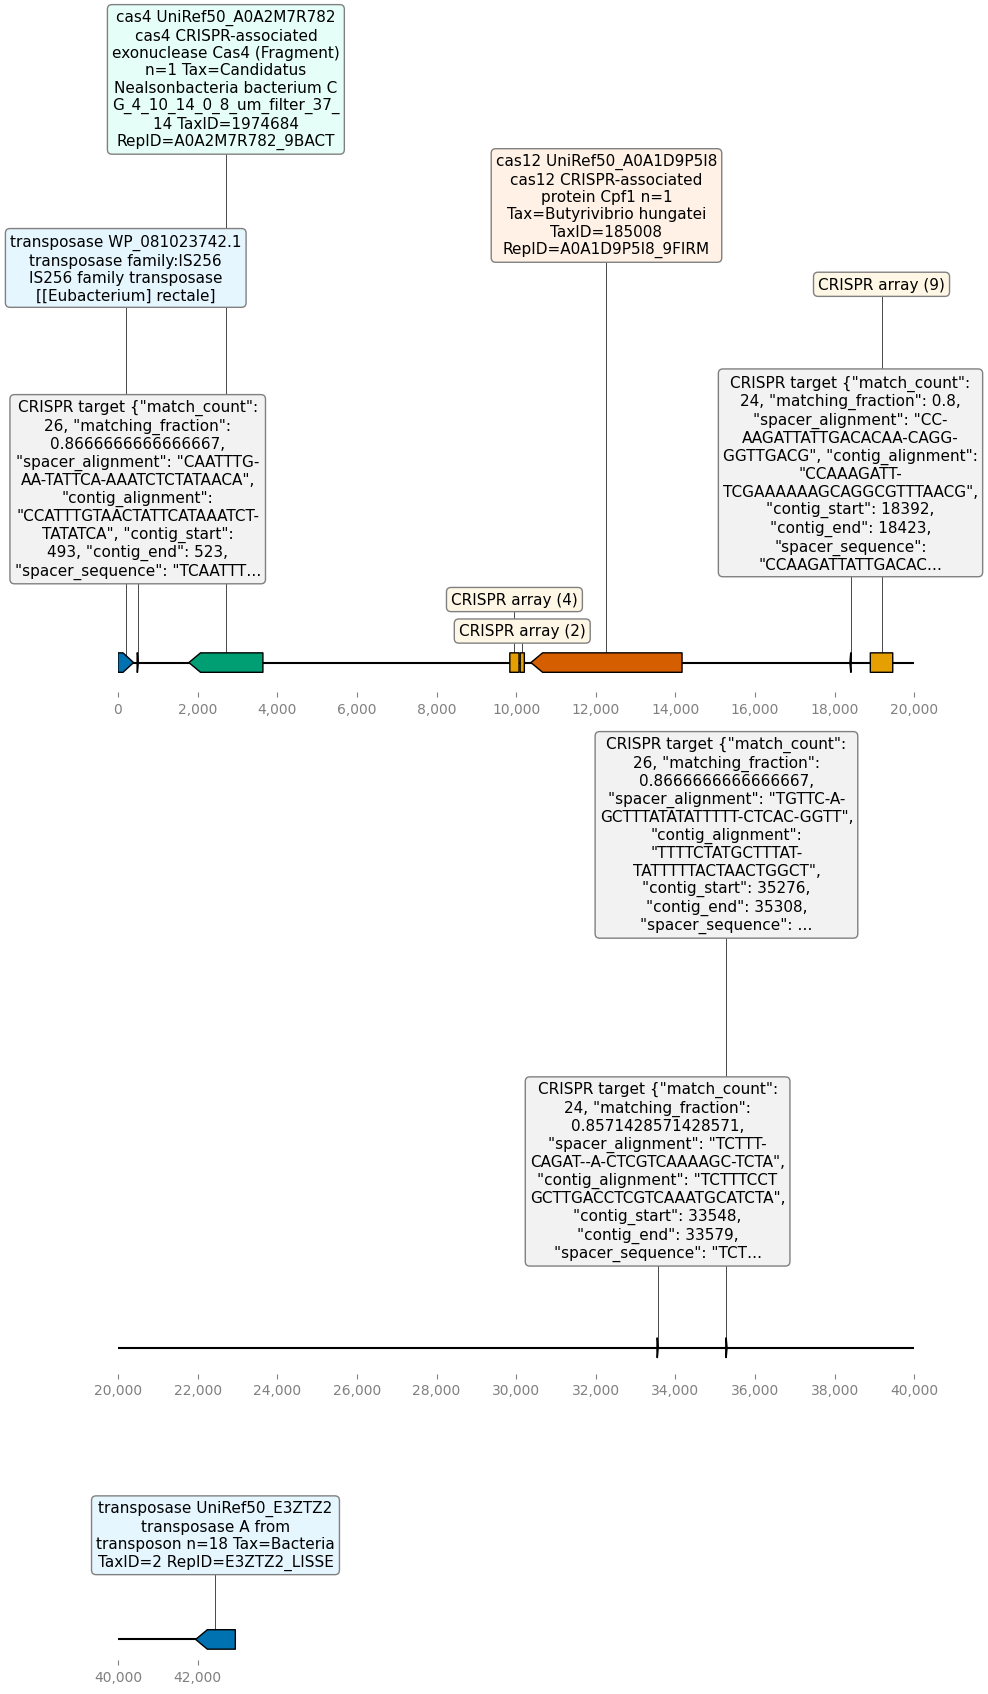 cas4 UniRef50_A0A2M7R782
cas4 CRISPR-associated
exonuclease Cas4 (Fragment)
n=1 Tax=Candidatus
Nealsonbacteria bacterium C
G_4_10_14_0_8_um_filter_37_
14 TaxID=1974684
RepID=A0A2M7R782_9BACT
cas12 UniRef50_A0A1D9P5I8
cas12 CRISPR-associated
protein Cpf1 n=1
Tax=Butyrivibrio hungatei
TaxID=185008
RepID=A0A1D9P5I8_9FIRM
transposase WP_081023742.1
transposase family:IS256
IS256 family transposase
[[Eubacterium] rectale]
CRISPR array (9)
CRISPR target {"match_count":
26, "matching_fraction":
0.8666666666666667,
"spacer_alignment": "CAATTTG-
AA-TATTCA-AAATCTCTATAACA",
"contig_alignment":
"CCATTTGTAACTATTCATAAATCT-
TATATCA", "contig_start":
493, "contig_end": 523,
"spacer_sequence": "TCAATTT...
CRISPR target {"match_count":
24, "matching_fraction": 0.8,
"spacer_alignment": "CC-
AAGATTATTGACACAA-CAGG-
GGTTGACG", "contig_alignment":
"CCAAAGATT-
TCGAAAAAAGCAGGCGTTTAACG",
"contig_start": 18392,
"contig_end": 18423,
"spacer_sequence":
"CCAAGATTATTGACAC...
CRISPR array (4)
CRISPR array (2)
0
2,000
4,000
6,000
8,000
10,000
12,000
14,000
16,000
18,000
20,000
CRISPR target {"match_count":
26, "matching_fraction":
0.8666666666666667,
"spacer_alignment": "TGTTC-A-
GCTTTATATATTTTT-CTCAC-GGTT",
"contig_alignment":
"TTTTCTATGCTTTAT-
TATTTTTACTAACTGGCT",
"contig_start": 35276,
"contig_end": 35308,
"spacer_sequence": ...
CRISPR target {"match_count":
24, "matching_fraction":
0.8571428571428571,
"spacer_alignment": "TCTTT-
CAGAT--A-CTCGTCAAAAGC-TCTA",
"contig_alignment": "TCTTTCCT
GCTTGACCTCGTCAAATGCATCTA",
"contig_start": 33548,
"contig_end": 33579,
"spacer_sequence": "TCT...
20,000
22,000
24,000
26,000
28,000
30,000
32,000
34,000
36,000
38,000
40,000
transposase UniRef50_E3ZTZ2
transposase A from
transposon n=18 Tax=Bacteria
TaxID=2 RepID=E3ZTZ2_LISSE
40,000
42,000